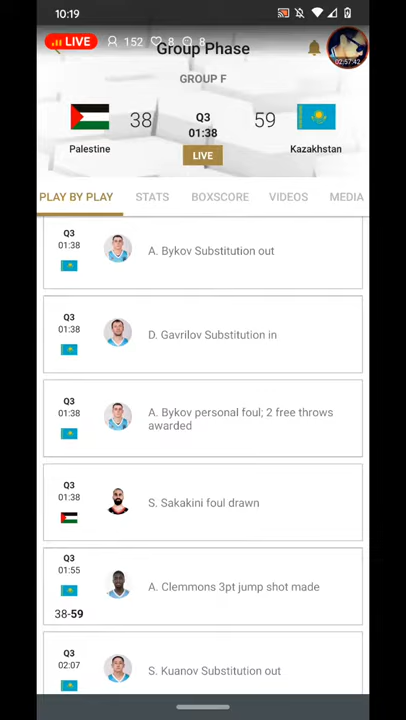 10:19
LIVE 152 8 8
Group Phase
02:57:42
GROUP F
38 Q3 59
01:38
Palestine LIVE Kazakhstan
PLAY BY PLAY STATS BOXSCORE VIDEOS MEDIA
Q3
01:38
A. Bykov Substitution out
Q3
01:38
D. Gavrilov Substitution in
Q3
01:38
A. Bykov personal foul; 2 free throws
awarded
Q3
01:38
S. Sakakini foul drawn
Q3
01:55
A. Clemmons 3pt jump shot made
38-59
Q3
02:07
S. Kuanov Substitution out